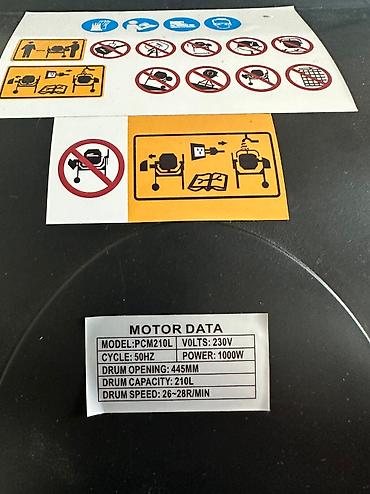 MOTOR DATA
MODEL:PCM210L VOLTS: 230V
CYCLE: 50HZ POWER: 1000W
DRUM OPENING: 445MM
DRUM CAPACITY: 210L
DRUM SPEED: 26~28R/MIN